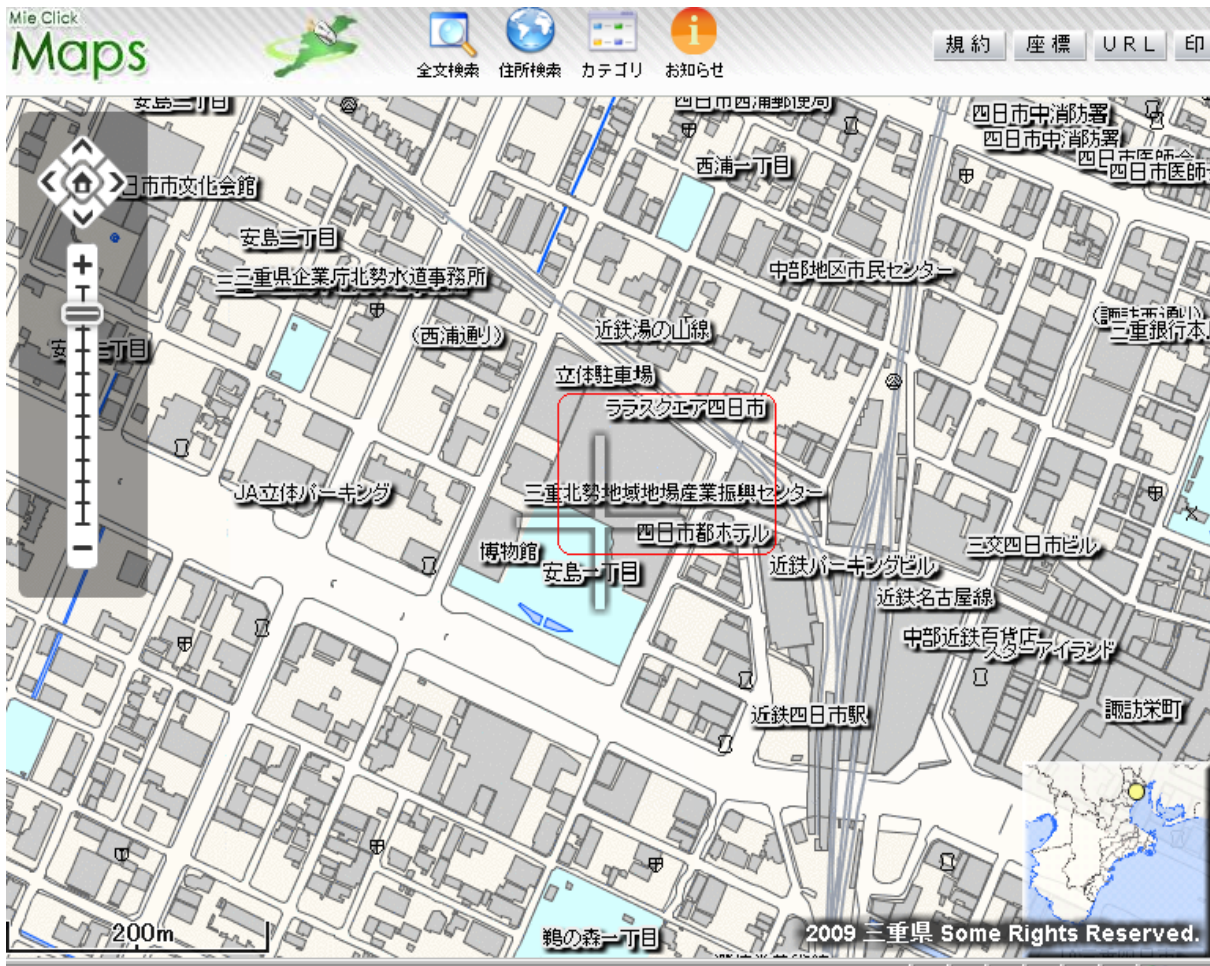 Mie Click
Maps
全文検索
住所検索
カテゴリ
お知らせ
規約
座標
URL
印
安島三丁目
四日市西浦郵便局
四日市中消防署
四日市中消防署
四日市医師会
四日市医師
西浦一丁目
日市市文化会館
安島二丁目
三重県企業庁北勢水道事務所
中部地区市民センター
(諏訪西通り)
三重銀行本
(西浦通り)
近鉄湯の山線
立体駐車場
ララスクエア四日市
JA立体パーキング
三重北勢地域地場産業振興センター
四日市都ホテル
博物館
安島一丁目
三交四日市ビル
近鉄パーキングビル
近鉄名古屋線
中部近鉄百貨店
スターアイランド
近鉄四日市駅
諏訪栄町
200m
鵜の森一丁目
2009 三重県 Some Rights Reserved.